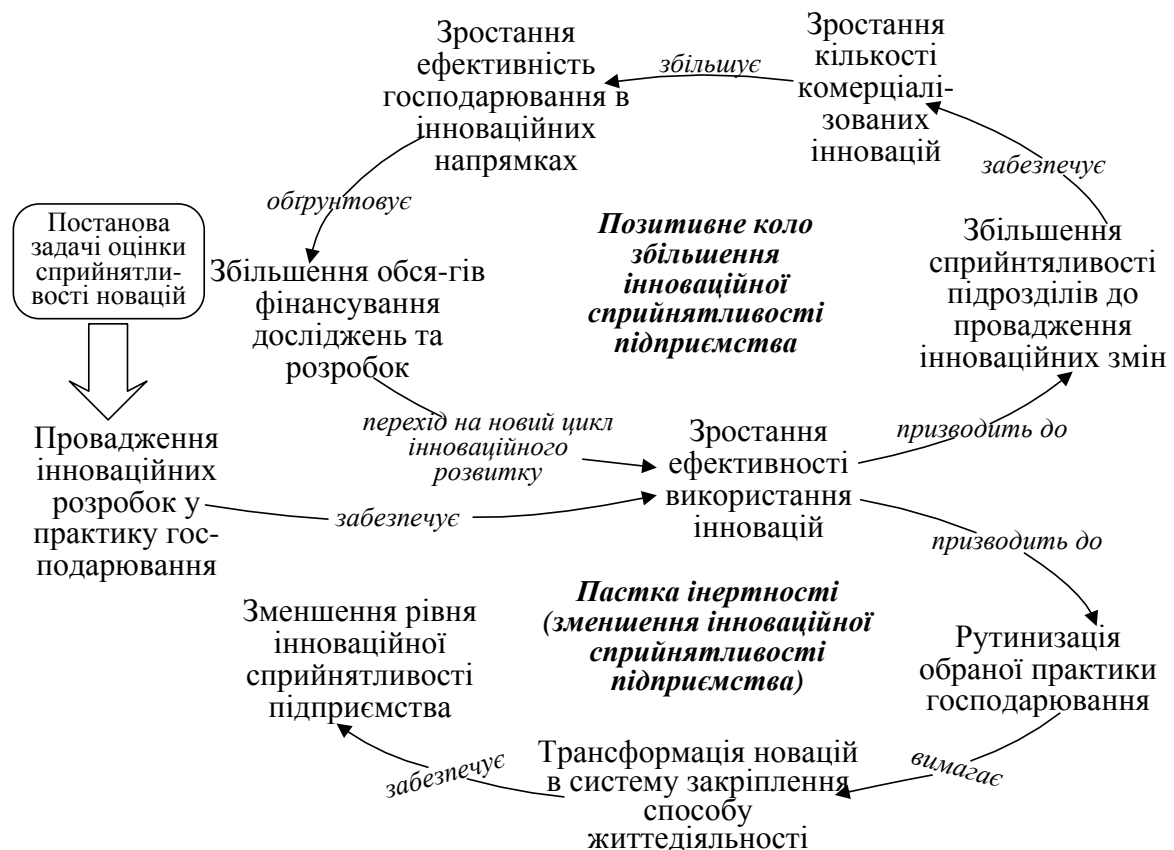 Зростання
ефективність
господарювання в
інноваційних
напрямках
збільшує
Зростання
кількості
комерціалі-
зованих
інновацій
забезпечує
обґрунтовує
Постанова
задачі оцінки
сприйнятли-
вості новацій
Збільшення обся-гів
фінансування
досліджень та
розробок
Позитивне коло
збільшення
інноваційної
сприйнятливості
підприємства
Збільшення
сприйнтяливості
підрозділів до
провадження
інноваційних змін
перехід на новий цикл
інноваційного
розвитку
призводить до
Провадження
інноваційних
розробок у
практику гос-
подарювання
забезпечує
Зростання
ефективності
використання
інновацій
призводить до
Зменшення рівня
інноваційної
сприйнятливості
підприємства
Пастка інертності
(зменшення інноваційної
сприйнятливості
підприємства)
Рутинизація
обраної практики
господарювання
забезпечує
Трансформація новацій
в систему закріплення
способу
життедіяльності
вимагає